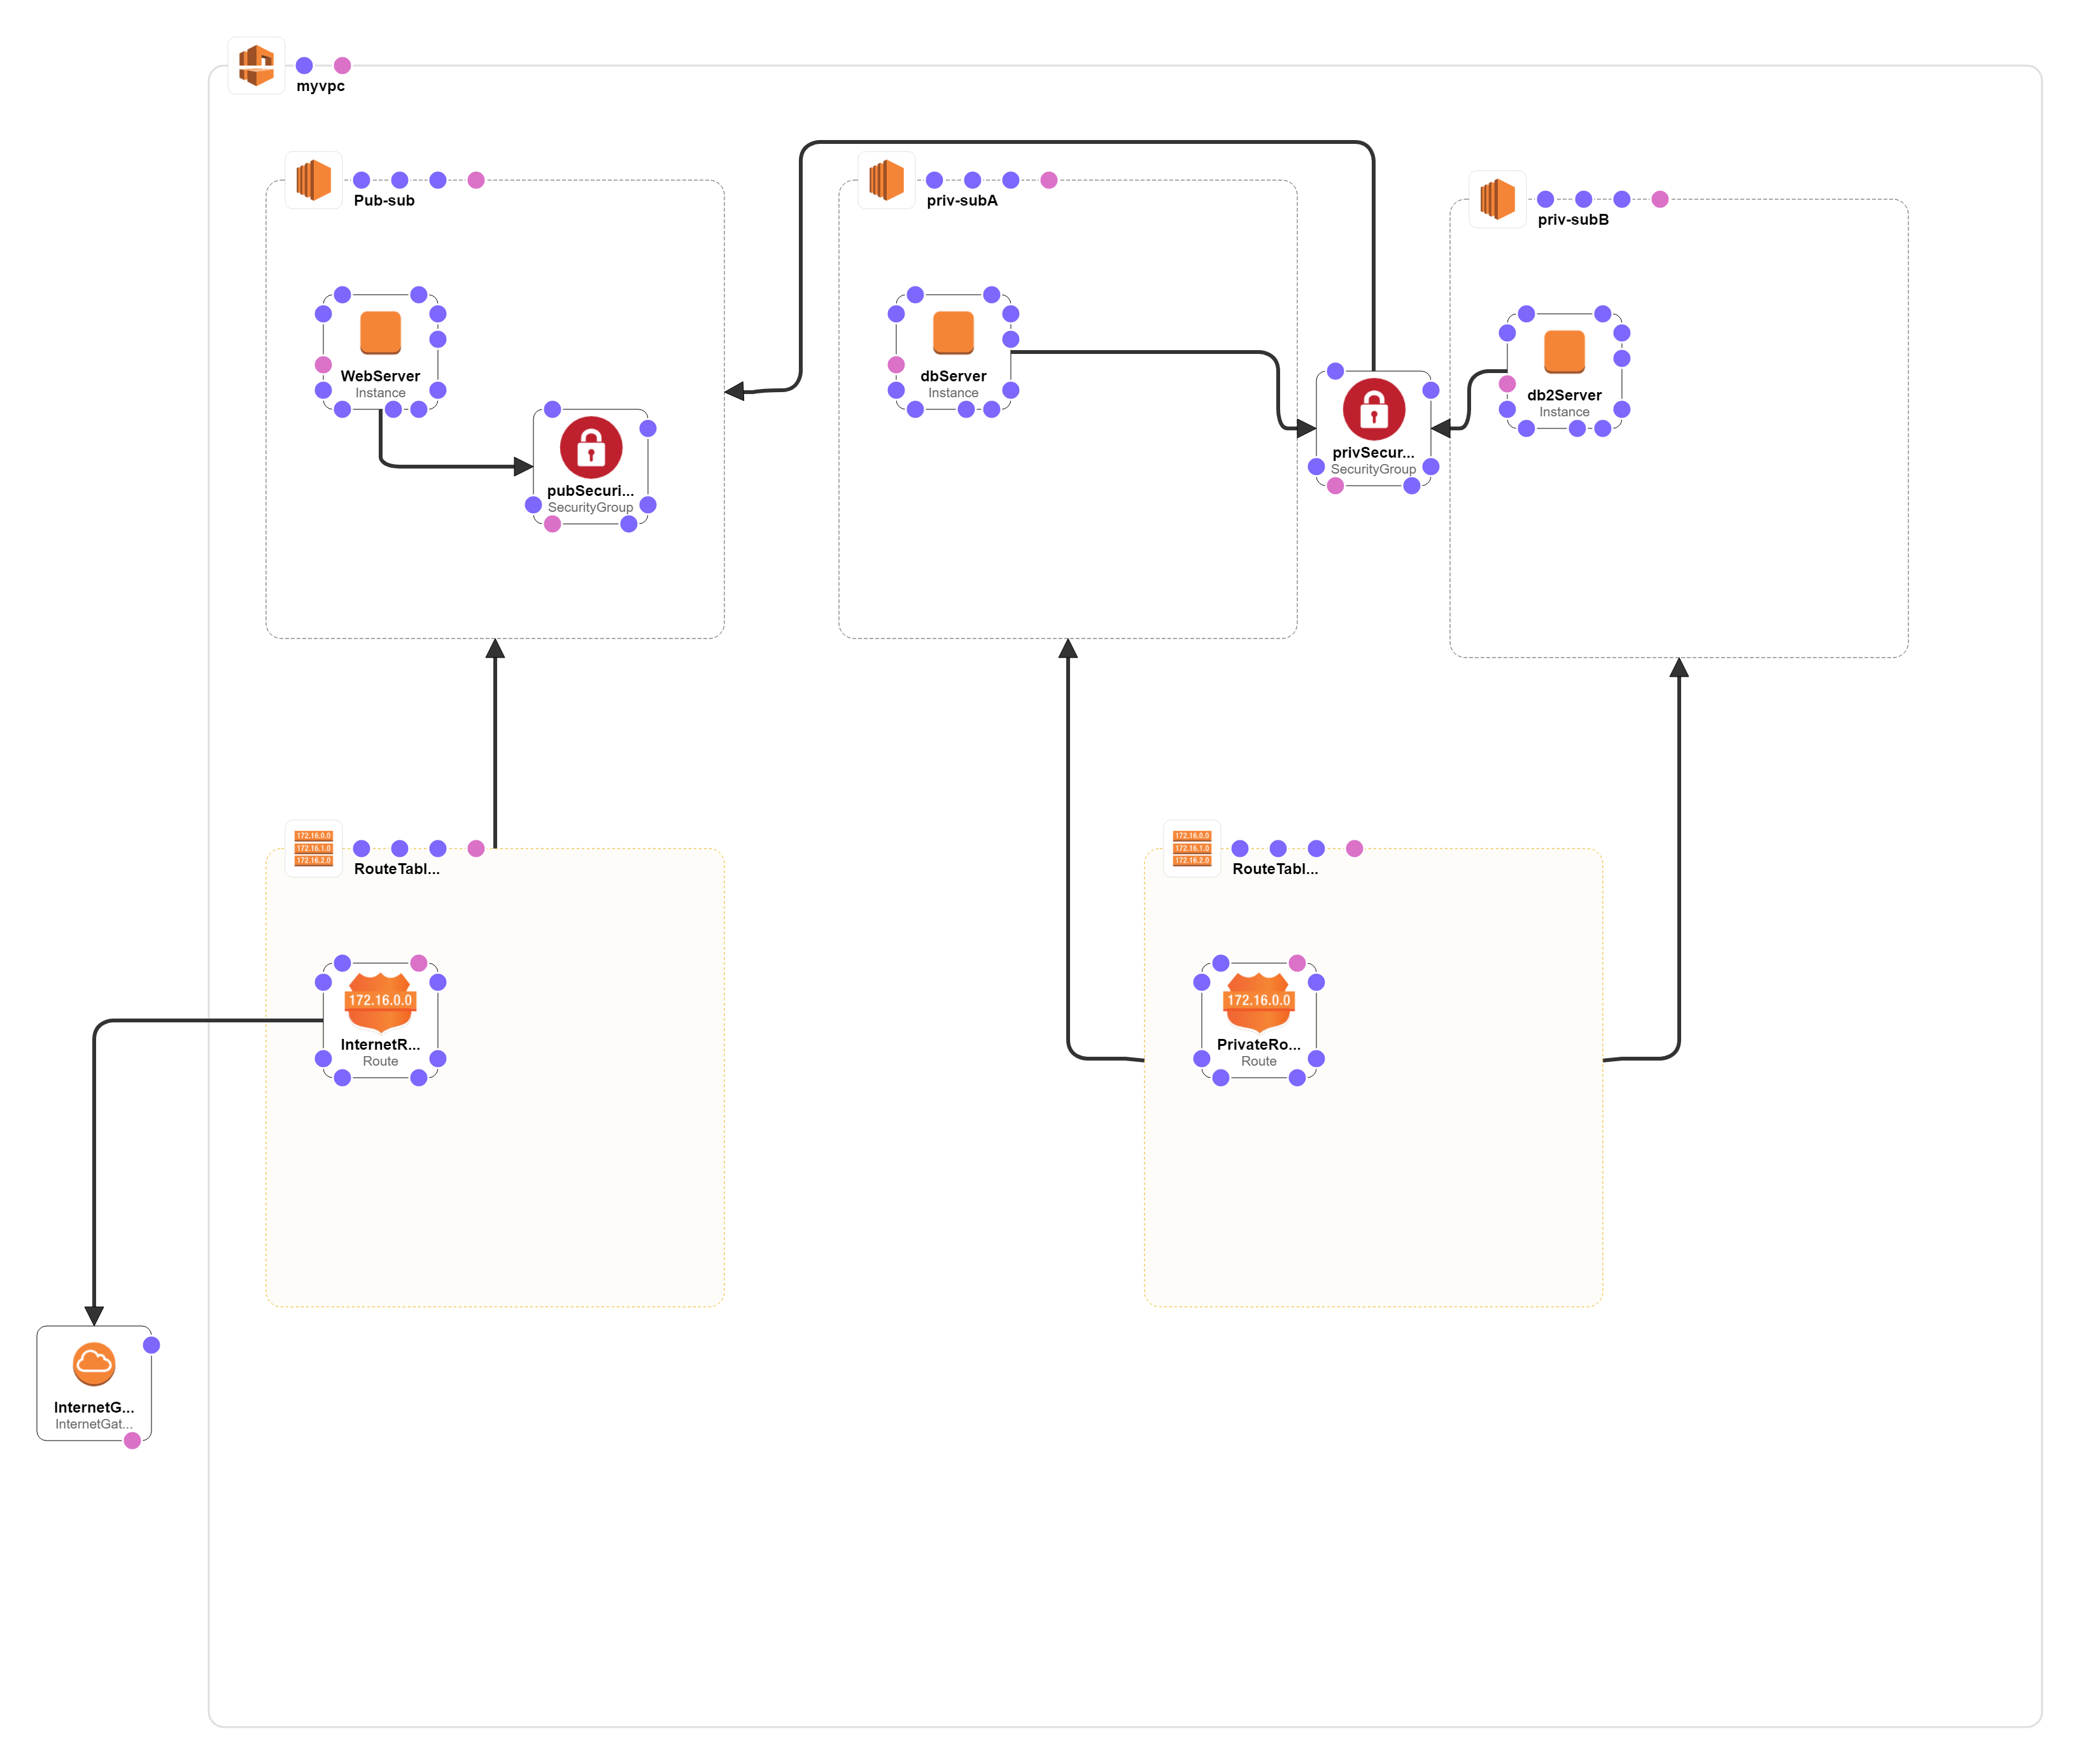 myvpc
Pub-sub
priv-subA
priv-subB
WebServer
Instance
dbServer
Instance
db2Server
Instance
privSecur...
SecurityGroup
pubSecuri...
SecurityGroup
172.16.0.0
172.16.1.0
172.16.2.0
RouteTabl...
172.16.0.0
172.16.1.0
172.16.2.0
RouteTabl...
172.16.0.0
InternetR...
Route
172.16.0.0
PrivateRo...
Route
InternetG...
InternetGat...